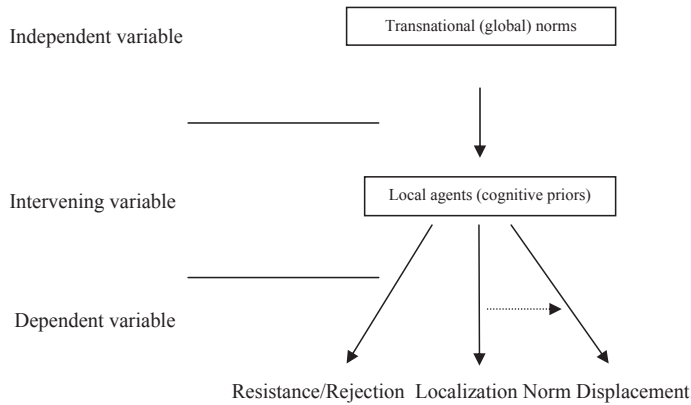 Independent variable
Transnational (global) norms
Intervening variable
Local agents (cognitive priors)
Dependent variable
Resistance/Rejection Localization Norm Displacement